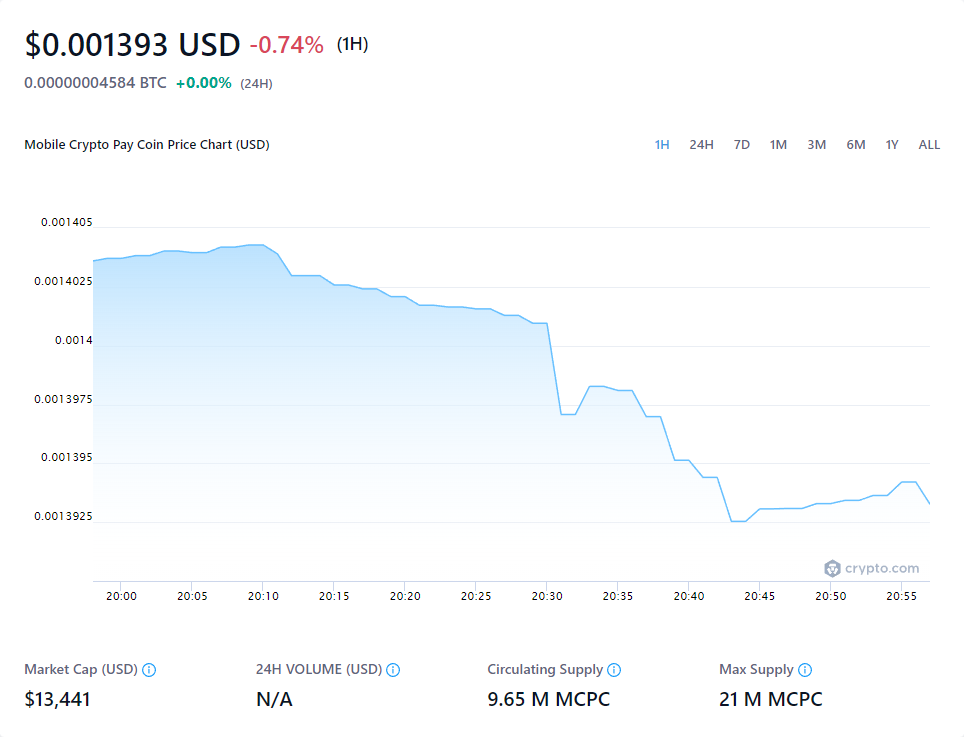 $0.001393 USD -0.74% (1H)
0.00000004584 BTC +0.00% (24H)
Mobile Crypto Pay Coin Price Chart (USD) 1H 24H 7D 1M 3M 6M 1Y ALL
0.001405
0.0014025
0.0014
0.0013975
0.001395
0.0013925
crypto.com
20:00 20:05 20:10 20:15 20:20 20:25 20:30 20:35 20:40 20:45 20:50 20:55
Market Cap (USD) 24H VOLUME (USD) Circulating Supply Max Supply
$13,441 N/A 9.65 M MCPC 21 M MCPC